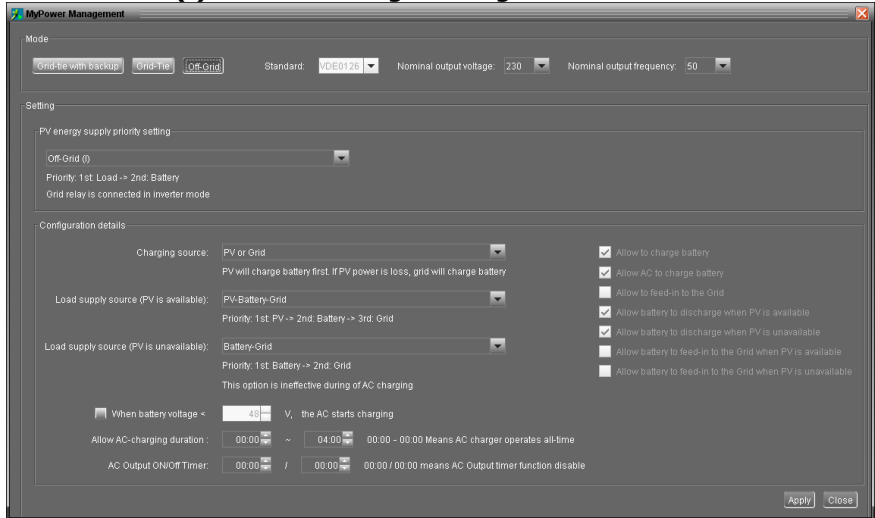 MyPower Management
Mode
Grid-tie with backup Grid-Tie Off-Grid Standard: VDE0126 Nominal output voltage: 230 Nominal output frequency: 50
Setting
PV energy supply priority setting
Off-Grid (I)
Priority: 1st: Load -> 2nd: Battery
Grid relay is connected in inverter mode
Configuration details
Charging source: PV or Grid
PV will charge battery first. If PV power is loss, grid will charge battery
Load supply source (PV is available): PV-Battery-Grid
Priority: 1st: PV -> 2nd: Battery -> 3rd: Grid
Load supply source (PV is unavailable): Battery-Grid
Priority: 1st: Battery -> 2nd: Grid
This option is ineffective during of AC charging
When battery voltage < 48 V, the AC starts charging
Allow AC-charging duration : 00:00 ~ 04:00 00:00 - 00:00 Means AC charger operates all-time
AC Output ON/Off Timer: 00:00 / 00:00 00:00 / 00:00 means AC Output timer function disable
Allow to charge battery
Allow AC to charge battery
Allow to feed-in to the Grid
Allow battery to discharge when PV is available
Allow battery to discharge when PV is unavailable
Allow battery to feed-in to the Grid when PV is available
Allow battery to feed-in to the Grid when PV is unavailable
Apply Close